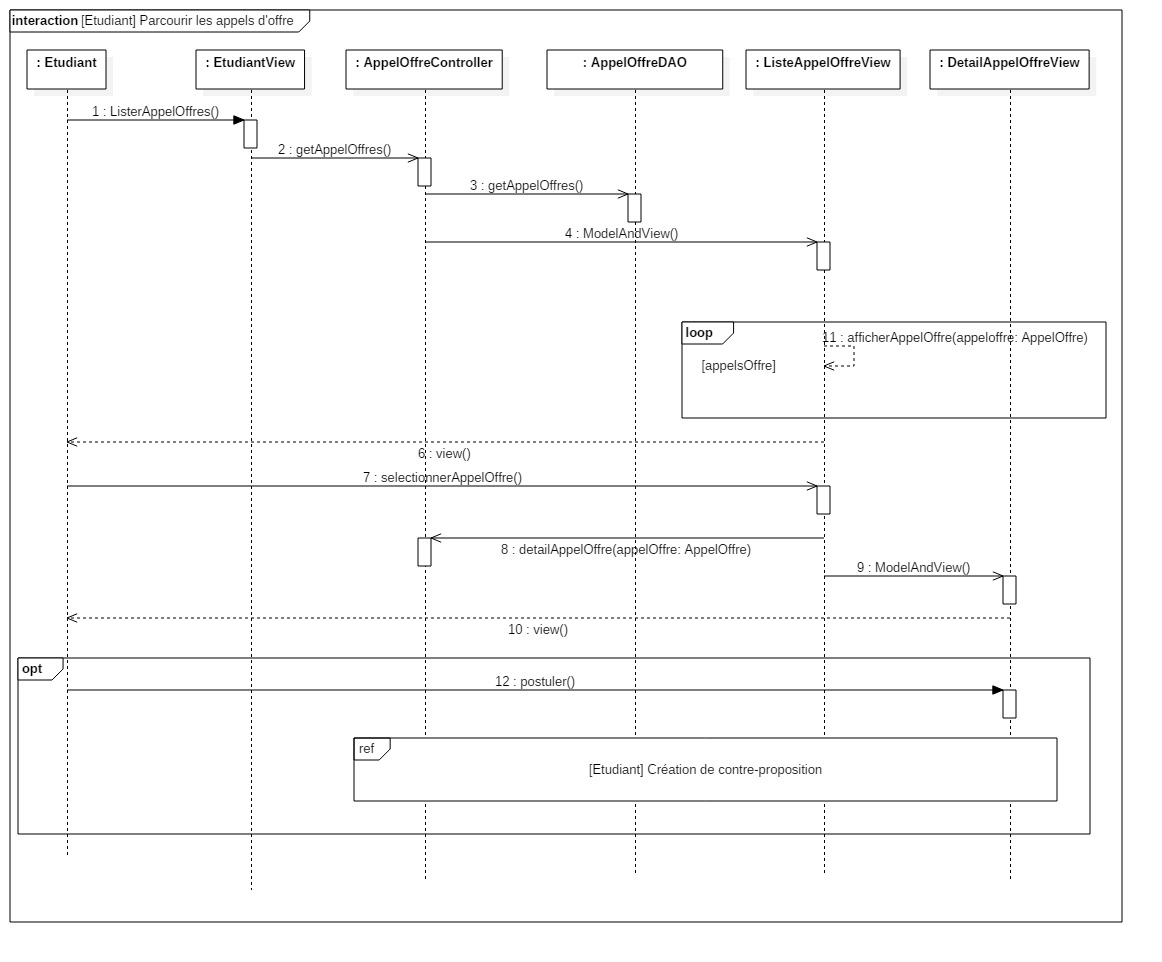 interaction [Etudiant] Parcourir les appels d'offre
: Etudiant
: EtudiantView
: AppelOffreController
: AppelOffreDAO
: ListeAppelOffreView
: DetailAppelOffreView
1 : ListerAppelOffres()
2 : getAppelOffres()
3 : getAppelOffres()
4 : ModelAndView()
loop
11 : afficherAppelOffre(appeloffre: AppelOffre)
[appelsOffre]
6 : view()
7 : selectionnerAppelOffre()
8 : detailAppelOffre(appelOffre: AppelOffre)
9 : ModelAndView()
10 : view()
opt
12 : postuler()
ref
[Etudiant] Création de contre-proposition